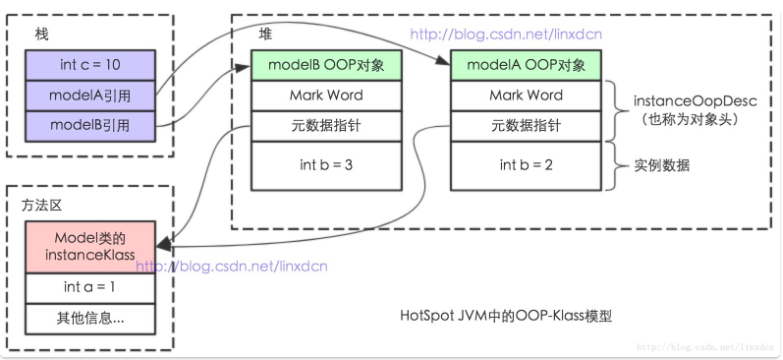 栈
int c = 10
modelA引用
modelB引用
堆
http://blog.csdn.net/linxdcn
modelB OOP对象
Mark Word
元数据指针
int b = 3
modelA OOP对象
Mark Word
元数据指针
int b = 2
instanceOopDesc
（也称为对象头）
实例数据
方法区
Model类的
instanceKlass
int a = 1
其他信息...
http://blog.csdn.net/linxdcn
HotSpot JVM中的OOP-Klass模型
http://blog.csdn.net/linxdcn